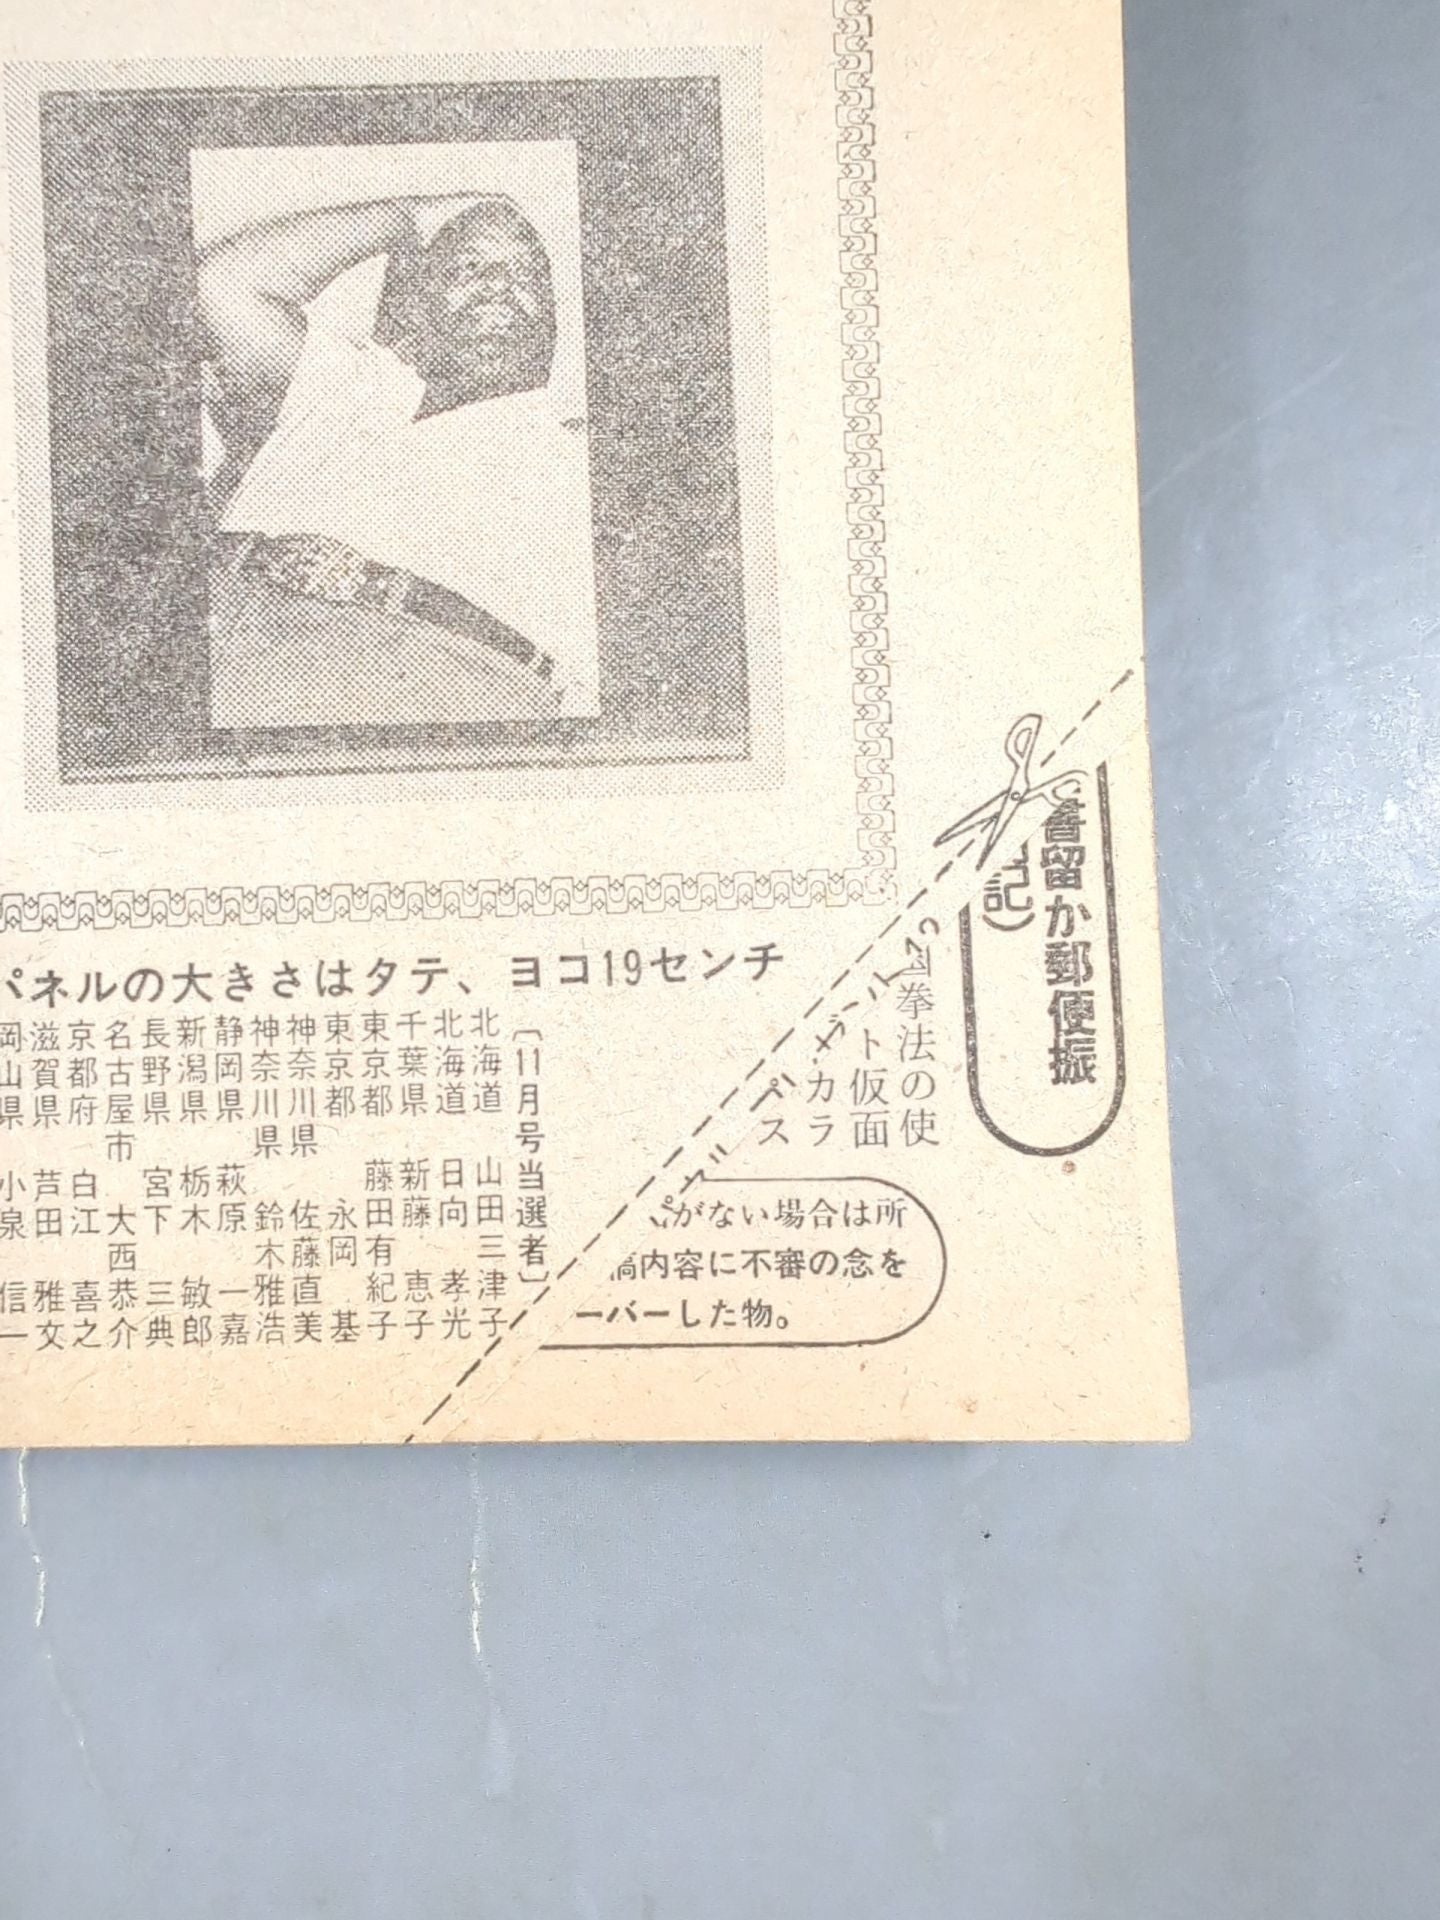 パネルの大きさはタテ、ヨコ19センチ
〔11月号当選者〕
北海道 山田三津子
北海道 日向孝光
千葉県 新藤恵子
東京都 藤田有紀子
東京都 永岡基
神奈川県 佐藤直美
神奈川県 鈴木雅浩
静岡県 萩原一嘉
新潟県 栃木敏郎
長野県 宮下三典
名古屋市 大西恭介
京都府 白江喜之
滋賀県 芦田雅文
岡山県 小泉信一
書留か郵便振
記)
拳法の使
ト仮面
カラ
ス
がない場合は所
稿内容に不審の念を
ーバーした物。